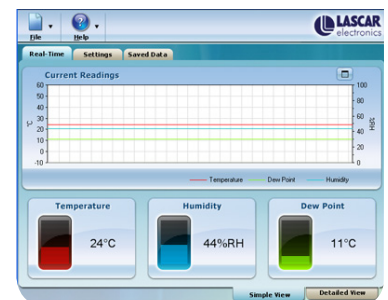 File
Help
LASCAR
electronics
Real-Time
Settings
Saved Data
Current Readings
60
50
40
30
20
10
0
-10
°C
100
80
60
40
20
0
%RH
Temperature
Dew Point
Humidity
Temperature
24°C
Humidity
44%RH
Dew Point
11°C
Simple View
Detailed View